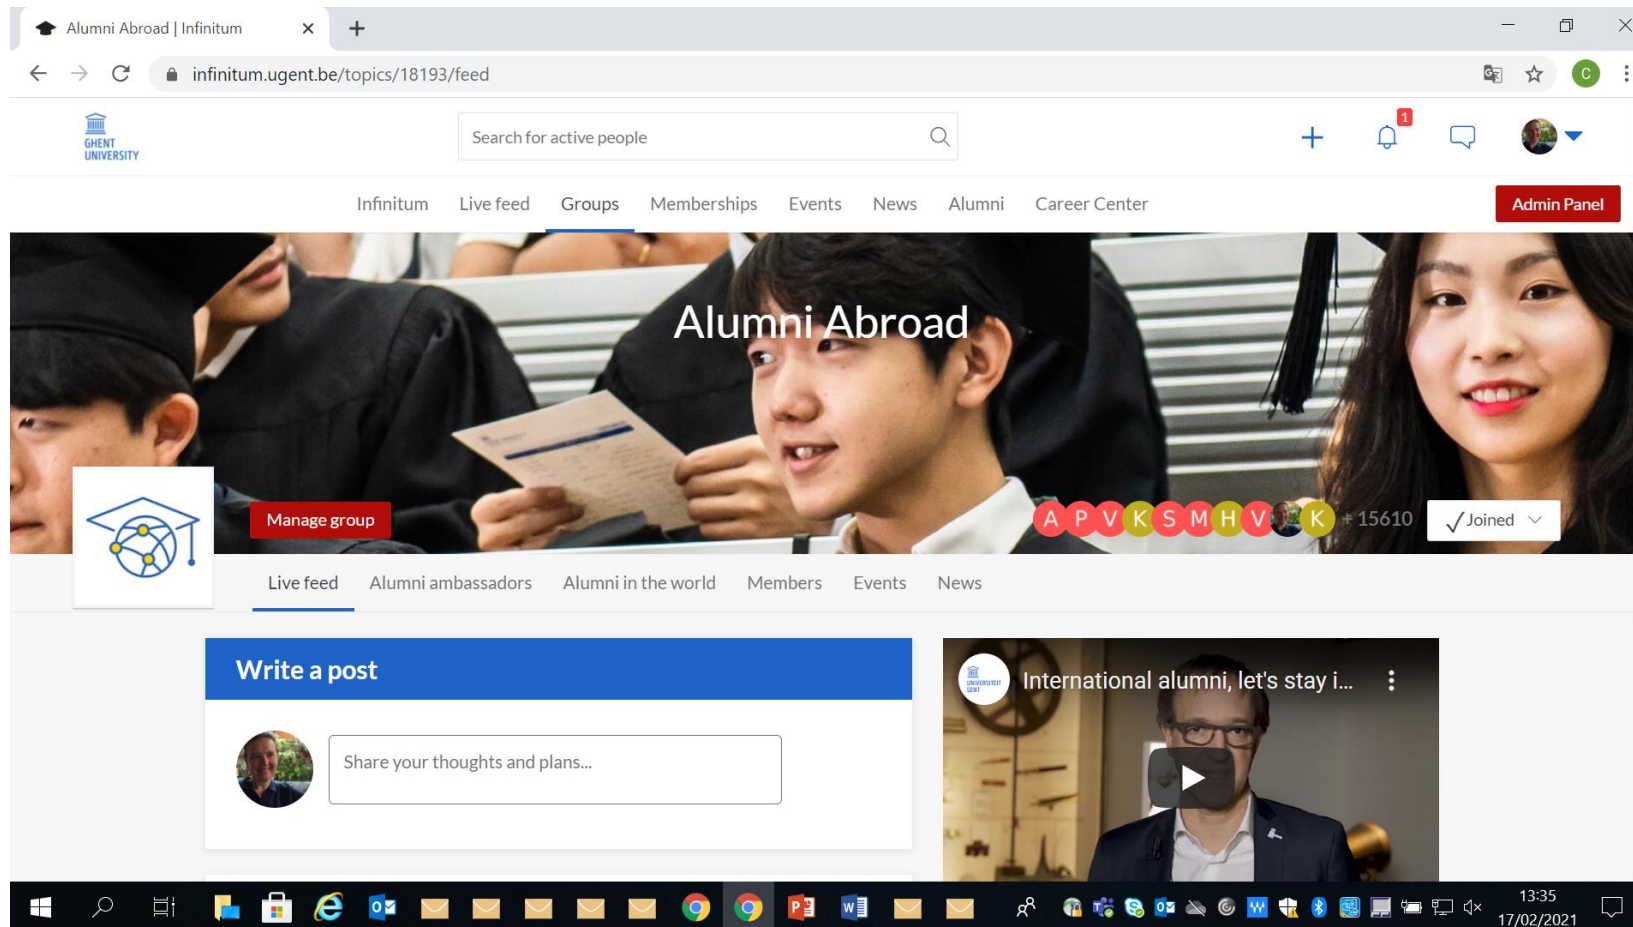 Alumni Abroad | Infinitum
infinitum.ugent.be/topics/18193/feed
C
GHENT
UNIVERSITY
Search for active people
1
Infinitum Live feed Groups Memberships Events News Alumni Career Center
Admin Panel
Alumni Abroad
Manage group
A P V K S M H V K + 15610
Joined
Live feed Alumni ambassadors Alumni in the world Members Events News
Write a post
Share your thoughts and plans...
UNIVERSITEIT
GENT
International alumni, let's stay i...
13:35
17/02/2021